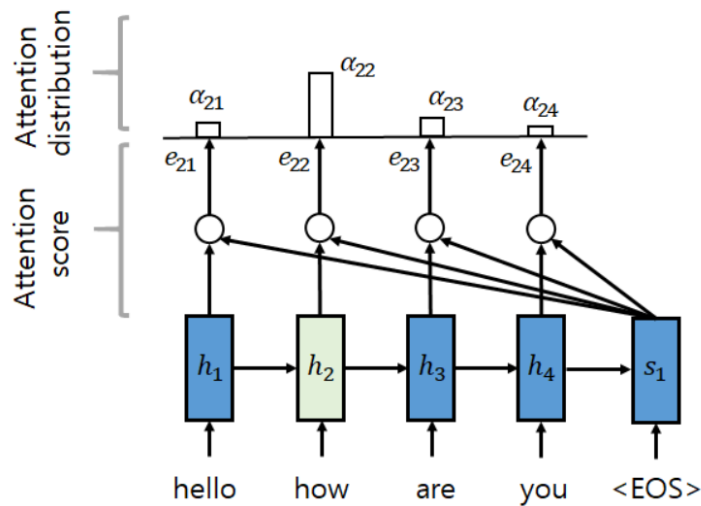 Attention
distribution
α21 α22 α23 α24
Attention
score
e21 e22 e23 e24
h1 h2 h3 h4 s1
hello how are you <EOS>